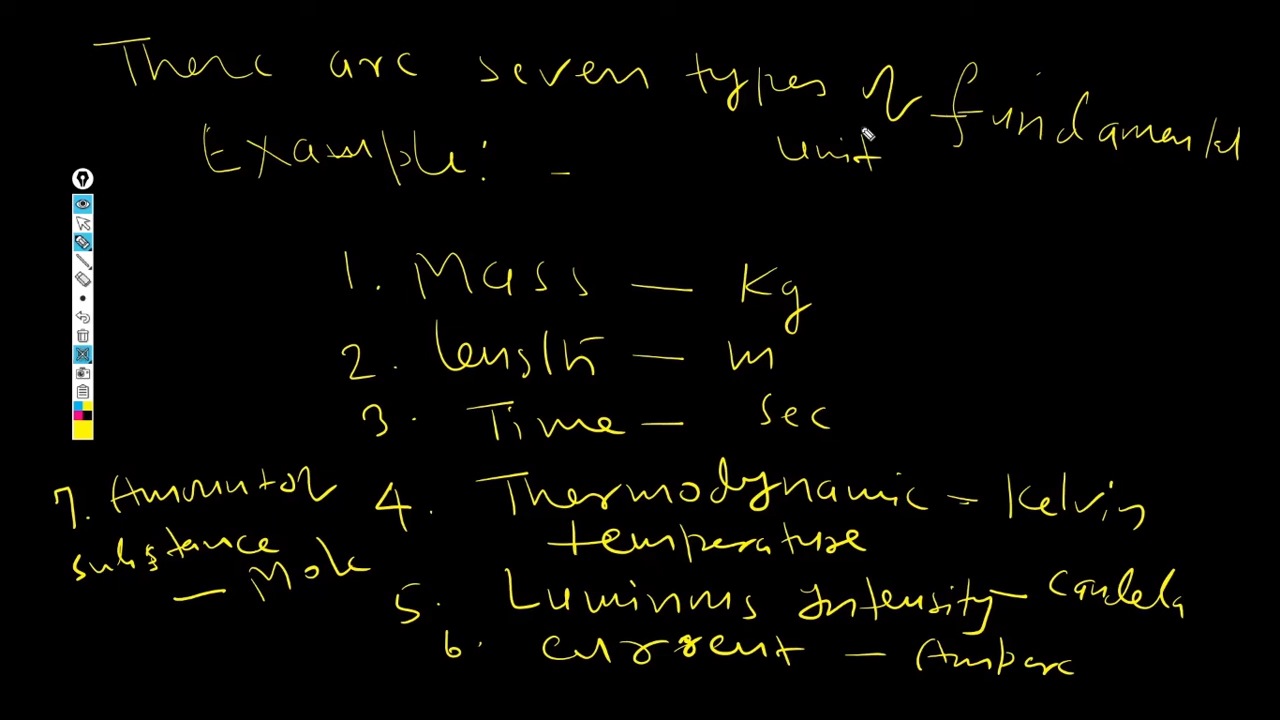 There are seven types of fundamental
unit
Example: -
1. Mass — Kg
2. length — m
3. Time — Sec
4. Thermodynamic - Kelvin
temperature
5. Luminous Intensity - Candela
6. current — Ampere
7. Amount of
substance
— Mole